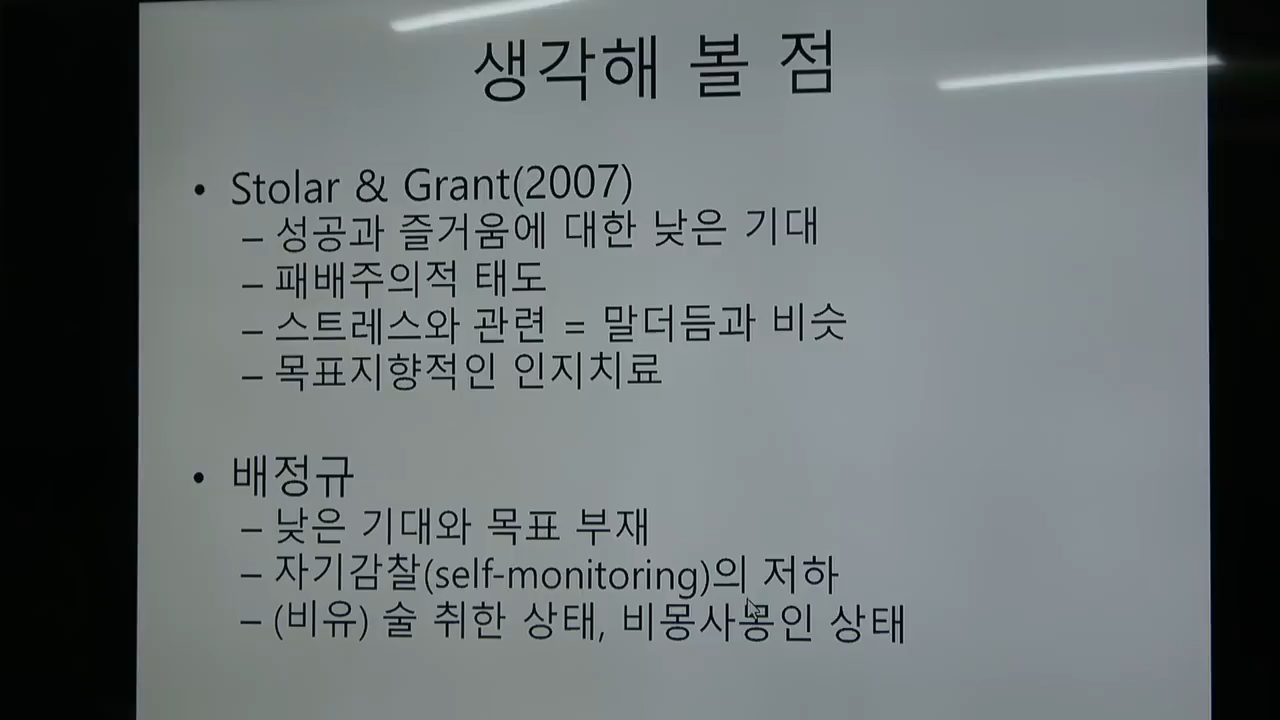 생각해 볼 점
• Stolar & Grant(2007)
– 성공과 즐거움에 대한 낮은 기대
– 패배주의적 태도
– 스트레스와 관련 = 말더듬과 비슷
– 목표지향적인 인지치료
• 배정규
– 낮은 기대와 목표 부재
– 자기감찰(self-monitoring)의 저하
– (비유) 술 취한 상태, 비몽사몽인 상태